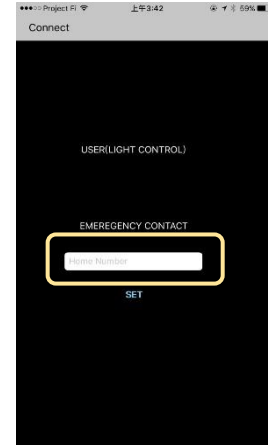 Project Fi 上午3:42 59%
Connect
USER(LIGHT CONTROL)
EMEREGENCY CONTACT
Home Number
SET